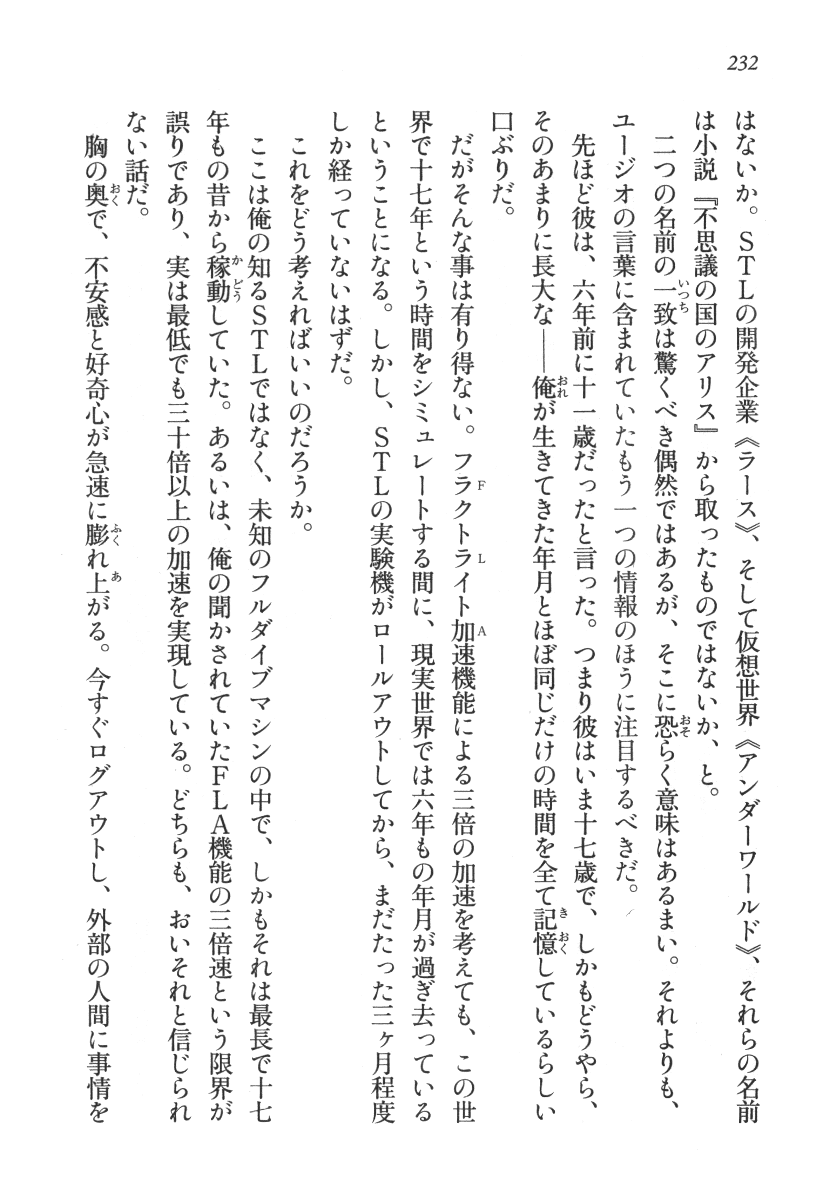 232
はないか。STLの開発企業《ラース》、そして仮想世界《アンダーワールド》、それらの名前
は小説『不思議の国のアリス』から取ったものではないか、と。
二つの名前の一致は驚くべき偶然ではあるが、そこに恐らく意味はあるまい。それよりも、
ユージオの言葉に含まれていたもう一つの情報のほうに注目するべきだ。
先ほど彼は、六年前に十一歳だったと言った。つまり彼はいま十七歳で、しかもどうやら、
そのあまりに長大な――俺が生きてきた年月とほぼ同じだけの時間を全て記憶しているらしい
口ぶりだ。
だがそんな事は有り得ない。フラクトライト加速機能による三倍の加速を考えても、この世
界で十七年という時間をシミュレートする間に、現実世界では六年もの年月が過ぎ去っている
ということになる。しかし、STLの実験機がロールアウトしてから、まだたった三ヶ月程度
しか経っていないはずだ。
これをどう考えればいいのだろうか。
ここは俺の知るSTLではなく、未知のフルダイブマシンの中で、しかもそれは最長で十七
年もの昔から稼動していた。あるいは、俺の聞かされていたFLA機能の三倍速という限界が
誤りであり、実は最低でも三十倍以上の加速を実現している。どちらも、おいそれと信じられ
ない話だ。
胸の奥で、不安感と好奇心が急速に膨れ上がる。今すぐログアウトし、外部の人間に事情を